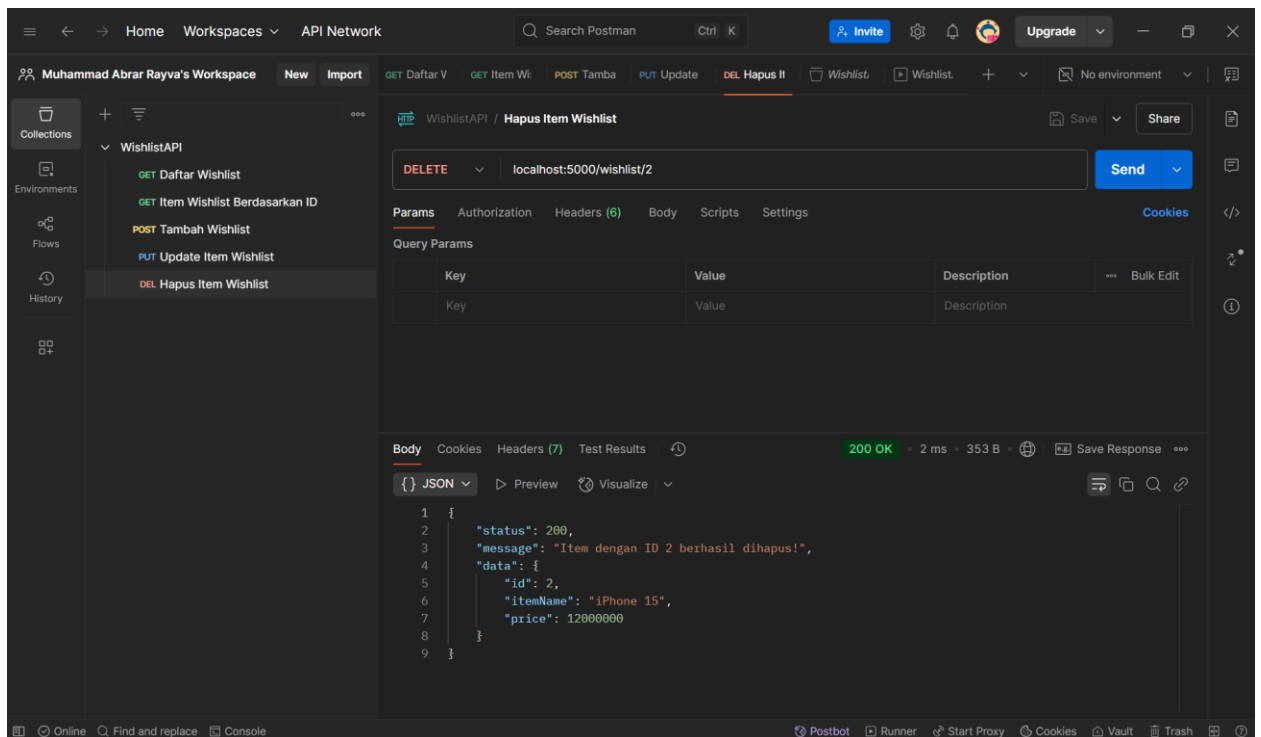 Home Workspaces API Network Search Postman Ctrl K Invite Upgrade
Muhammad Abrar Rayva's Workspace New Import GET Daftar V GET Item Wi: POST Tamba PUT Update DEL Hapus It Wishlist. Wishlist. No environment
Collections
Environments
Flows
History
WishlistAPI
GET Daftar Wishlist
GET Item Wishlist Berdasarkan ID
POST Tambah Wishlist
PUT Update Item Wishlist
DEL Hapus Item Wishlist
HTTP WishlistAPI / Hapus Item Wishlist Save Share
DELETE localhost:5000/wishlist/2 Send
Params Authorization Headers (6) Body Scripts Settings Cookies
Query Params
Key Value Description Bulk Edit
Key Value Description
Body Cookies Headers (7) Test Results 200 OK 2 ms 353 B e.g. Save Response
{} JSON Preview Visualize
1 {
2 "status": 200,
3 "message": "Item dengan ID 2 berhasil dihapus!",
4 "data": {
5 "id": 2,
6 "itemName": "iPhone 15",
7 "price": 12000000
8 }
9 }
Online Find and replace Console Postbot Runner Start Proxy Cookies Vault Trash